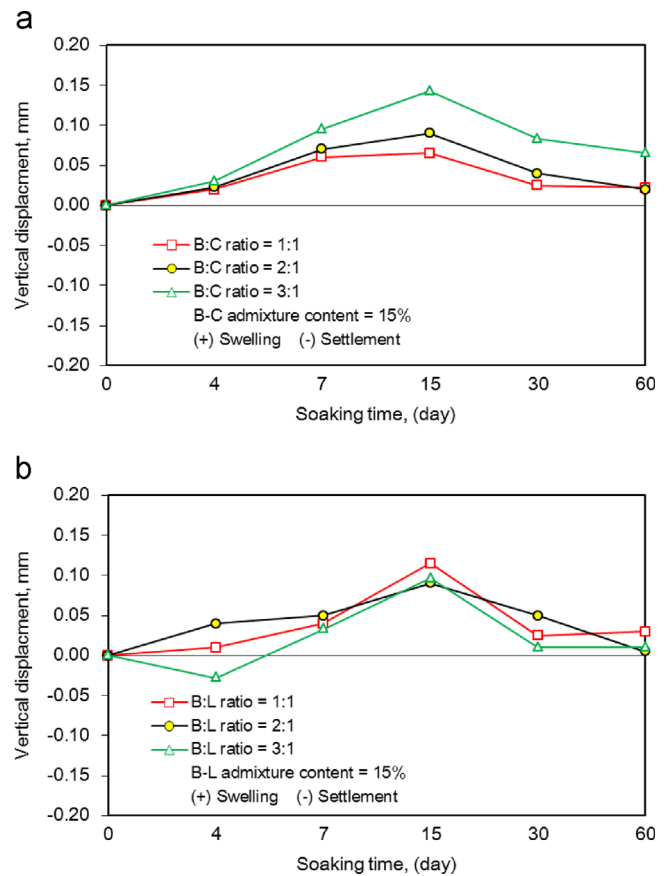 a
0.20
0.15
0.10
0.05
0.00
-0.05
-0.10
-0.15
-0.20
Vertical displacment, mm
B:C ratio = 1:1
B:C ratio = 2:1
B:C ratio = 3:1
B-C admixture content = 15%
(+) Swelling (-) Settlement
0 4 7 15 30 60
Soaking time, (day)
b
0.20
0.15
0.10
0.05
0.00
-0.05
-0.10
-0.15
-0.20
Vertical displacment, mm
B:L ratio = 1:1
B:L ratio = 2:1
B:L ratio = 3:1
B-L admixture content = 15%
(+) Swelling (-) Settlement
0 4 7 15 30 60
Soaking time, (day)